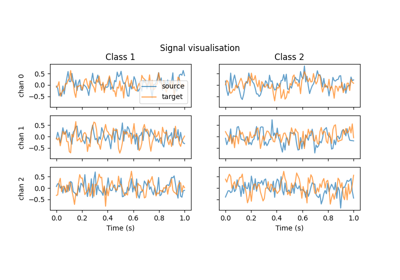 Signal visualisation
Class 1
Class 2
chan 0
0.5
0.0
−0.5
source
target
chan 1
0.5
0.0
−0.5
chan 2
0.5
0.0
−0.5
0.0 0.2 0.4 0.6 0.8 1.0
0.0 0.2 0.4 0.6 0.8 1.0
Time (s)
Time (s)